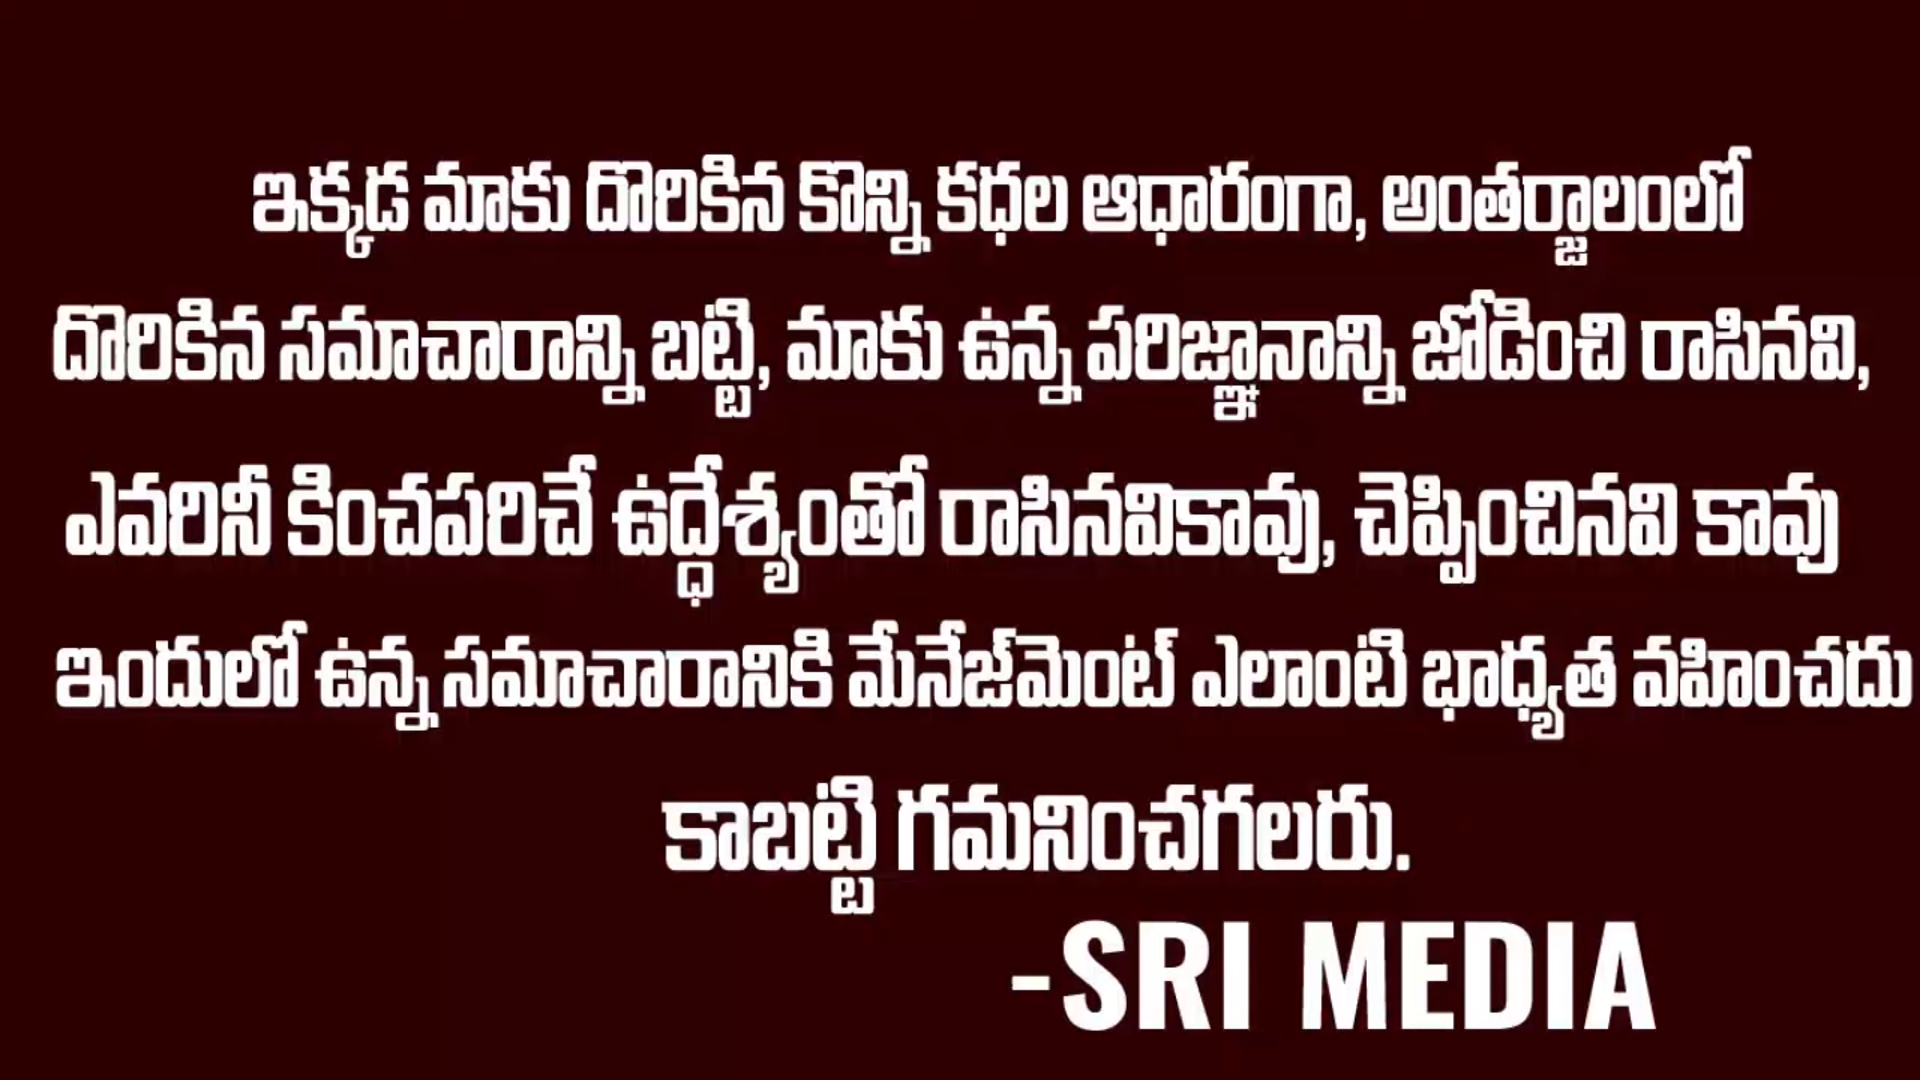 ఇక్కడ మాకు దొరికిన కొన్ని కధల ఆధారంగా, అంతర్జాలంలో
దొరికిన సమాచారాన్ని బట్టి, మాకు ఉన్న పరిజ్ఞానాన్ని జోడించి రాసినవి,
ఎవరినీ కించపరిచే ఉద్ధేశ్యంతో రాసినవికావు, చెప్పించినవి కావు
ఇందులో ఉన్న సమాచారానికి మేనేజ్‌మెంట్ ఎలాంటి భాధ్యత వహించదు
కాబట్టి గమనించగలరు.
-SRI MEDIA